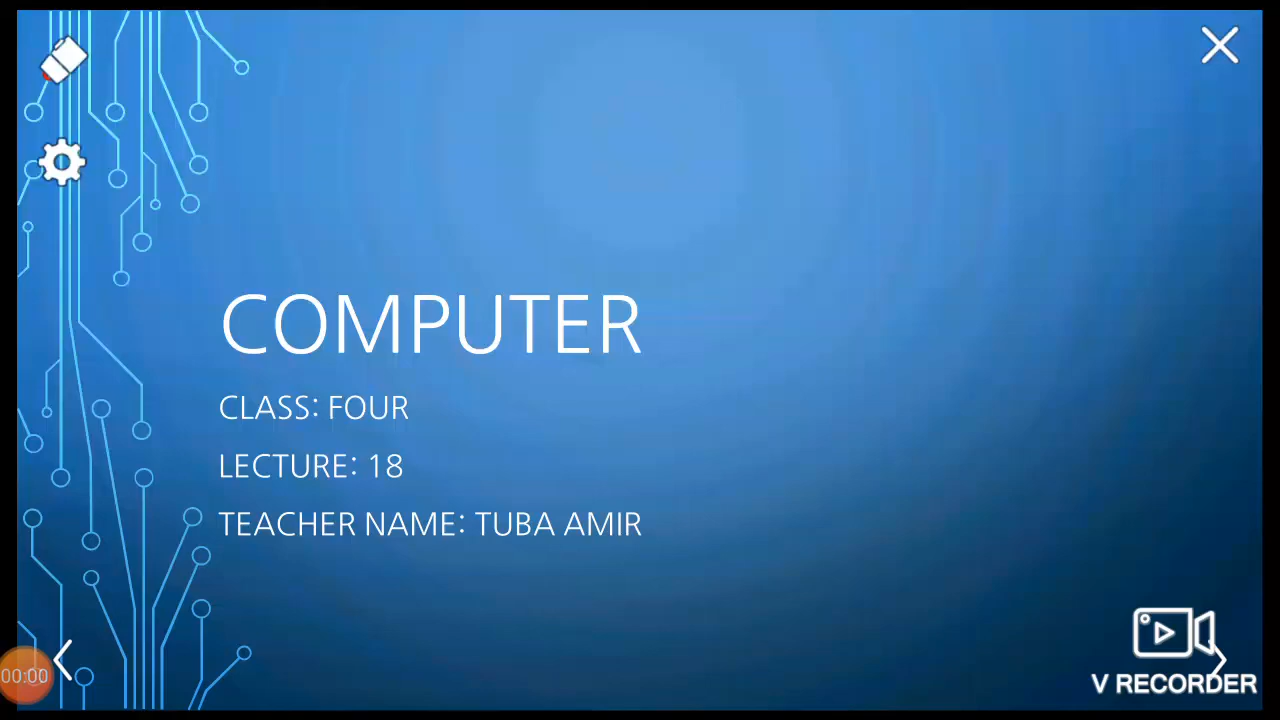 COMPUTER
CLASS: FOUR
LECTURE: 18
TEACHER NAME: TUBA AMIR
00:00
V RECORDER